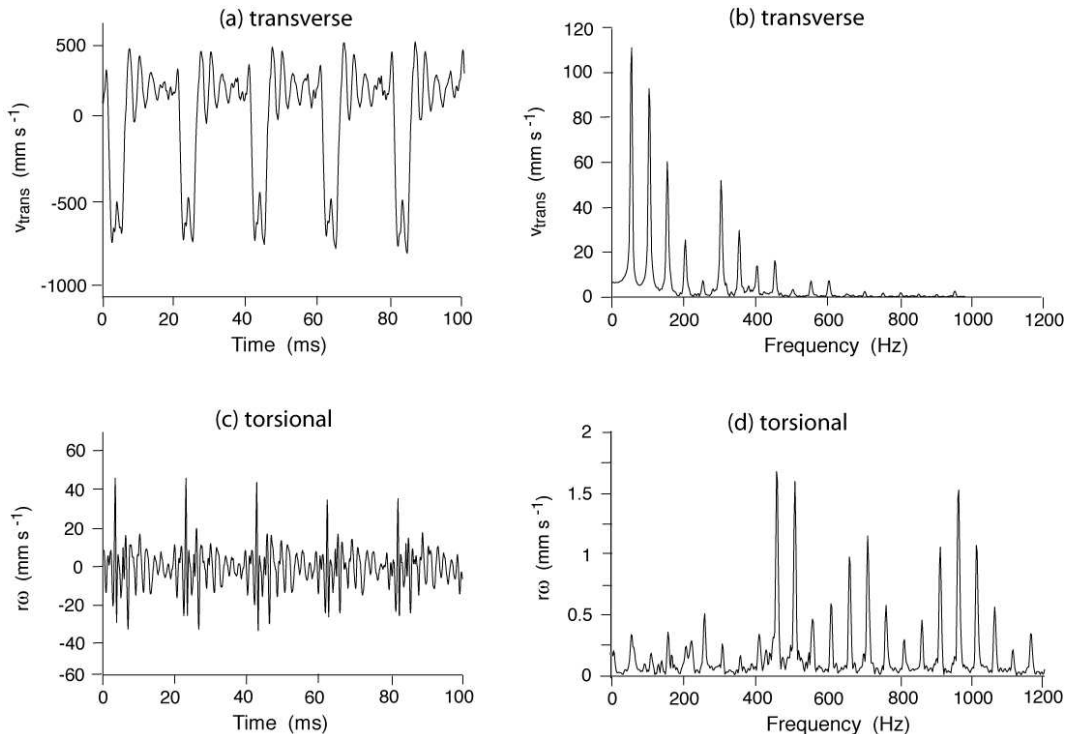 (a) transverse
500
0
-500
-1000
v_trans (mm s⁻¹)
0 20 40 60 80 100
Time (ms)
(b) transverse
120
100
80
60
40
20
0
v_trans (mm s⁻¹)
0 200 400 600 800 1000 1200
Frequency (Hz)
(c) torsional
60
40
20
0
-20
-40
-60
rω (mm s⁻¹)
0 20 40 60 80 100
Time (ms)
(d) torsional
2
1.5
1
0.5
0
rω (mm s⁻¹)
0 200 400 600 800 1000 1200
Frequency (Hz)